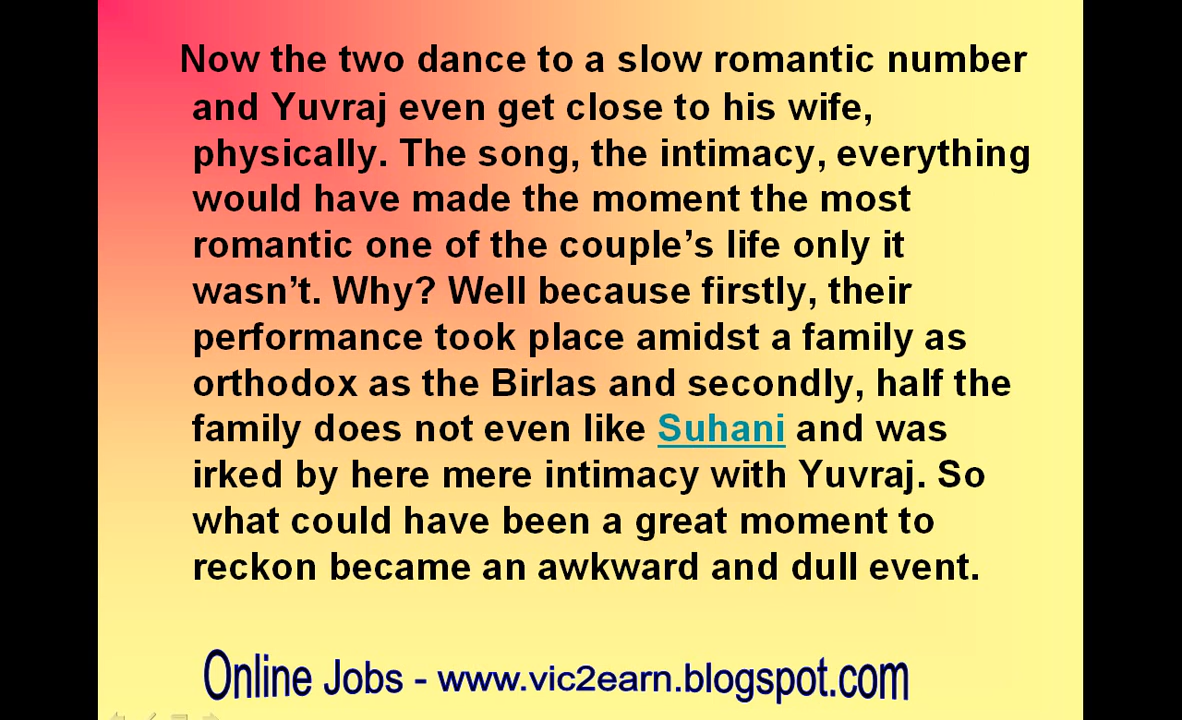 Now the two dance to a slow romantic number
and Yuvraj even get close to his wife,
physically. The song, the intimacy, everything
would have made the moment the most
romantic one of the couple’s life only it
wasn’t. Why? Well because firstly, their
performance took place amidst a family as
orthodox as the Birlas and secondly, half the
family does not even like Suhani and was
irked by here mere intimacy with Yuvraj. So
what could have been a great moment to
reckon became an awkward and dull event.
Online Jobs - www.vic2earn.blogspot.com